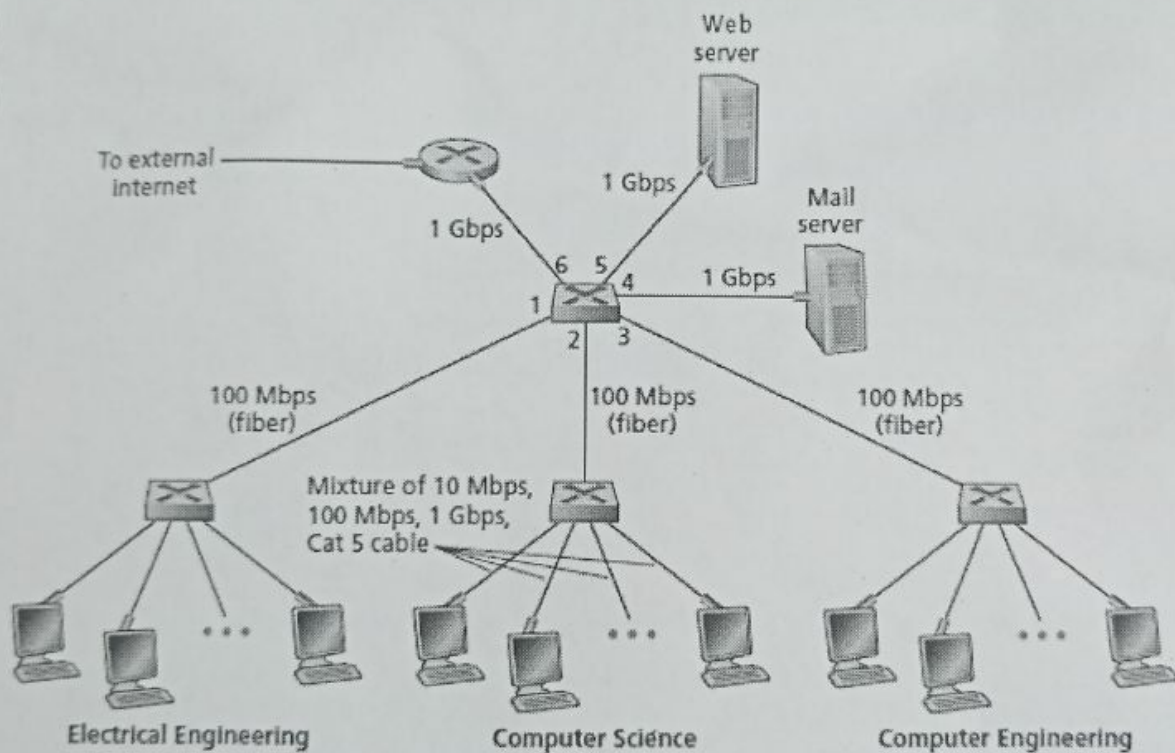 Web
server
To external
internet
1 Gbps
1 Gbps
Mail
server
1 Gbps
6 5
4
1
2 3
100 Mbps
(fiber)
100 Mbps
(fiber)
100 Mbps
(fiber)
Mixture of 10 Mbps,
100 Mbps, 1 Gbps,
Cat 5 cable
Electrical Engineering
Computer Science
Computer Engineering